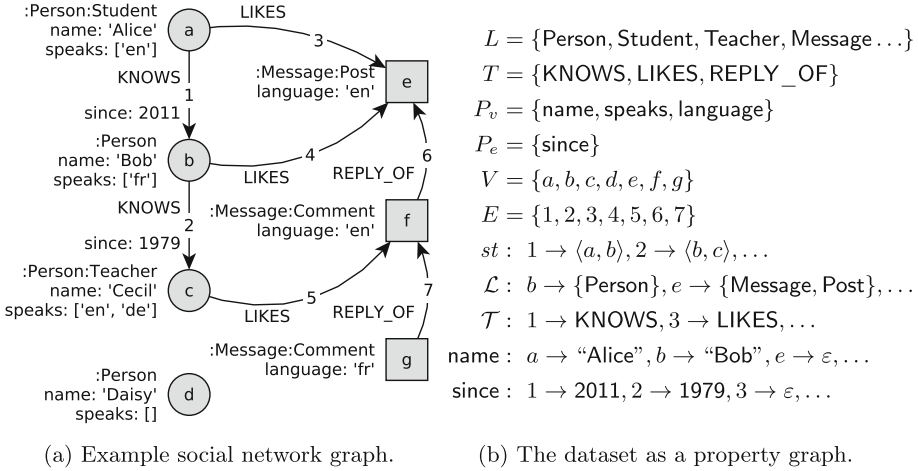 :Person:Student
name: 'Alice'
speaks: ['en']
a
LIKES
3
KNOWS
1
since: 2011
:Message:Post
language: 'en'
e
:Person
name: 'Bob'
speaks: ['fr']
b
4
LIKES
6
REPLY_OF
KNOWS
2
since: 1979
:Message:Comment
language: 'en'
f
:Person:Teacher
name: 'Cecil'
speaks: ['en', 'de']
c
5
LIKES
7
REPLY_OF
:Message:Comment
language: 'fr'
g
:Person
name: 'Daisy'
speaks: []
d
(a) Example social network graph.
L = {Person, Student, Teacher, Message . . .}
T = {KNOWS, LIKES, REPLY_OF}
Pv = {name, speaks, language}
Pe = {since}
V = {a, b, c, d, e, f, g}
E = {1, 2, 3, 4, 5, 6, 7}
st : 1 → ⟨a, b⟩, 2 → ⟨b, c⟩, . . .
ℒ : b → {Person}, e → {Message, Post}, . . .
𝒯 : 1 → KNOWS, 3 → LIKES, . . .
name : a → “Alice”, b → “Bob”, e → ε, . . .
since : 1 → 2011, 2 → 1979, 3 → ε, . . .
(b) The dataset as a property graph.